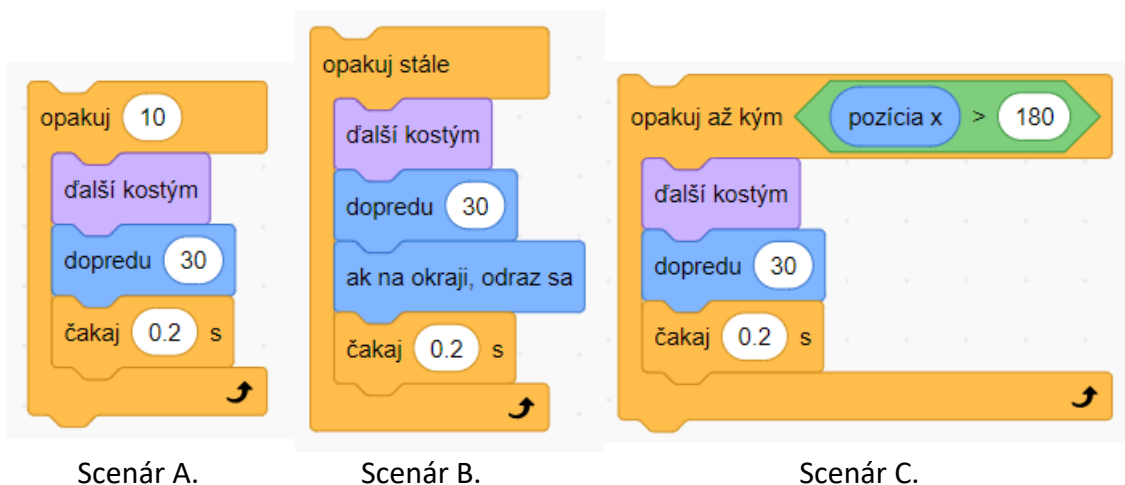 opakuj 10
ďalší kostým
dopredu 30
čakaj 0.2 s
Scenár A.
opakuj stále
ďalší kostým
dopredu 30
ak na okraji, odraz sa
čakaj 0.2 s
Scenár B.
opakuj až kým pozícia x > 180
ďalší kostým
dopredu 30
čakaj 0.2 s
Scenár C.